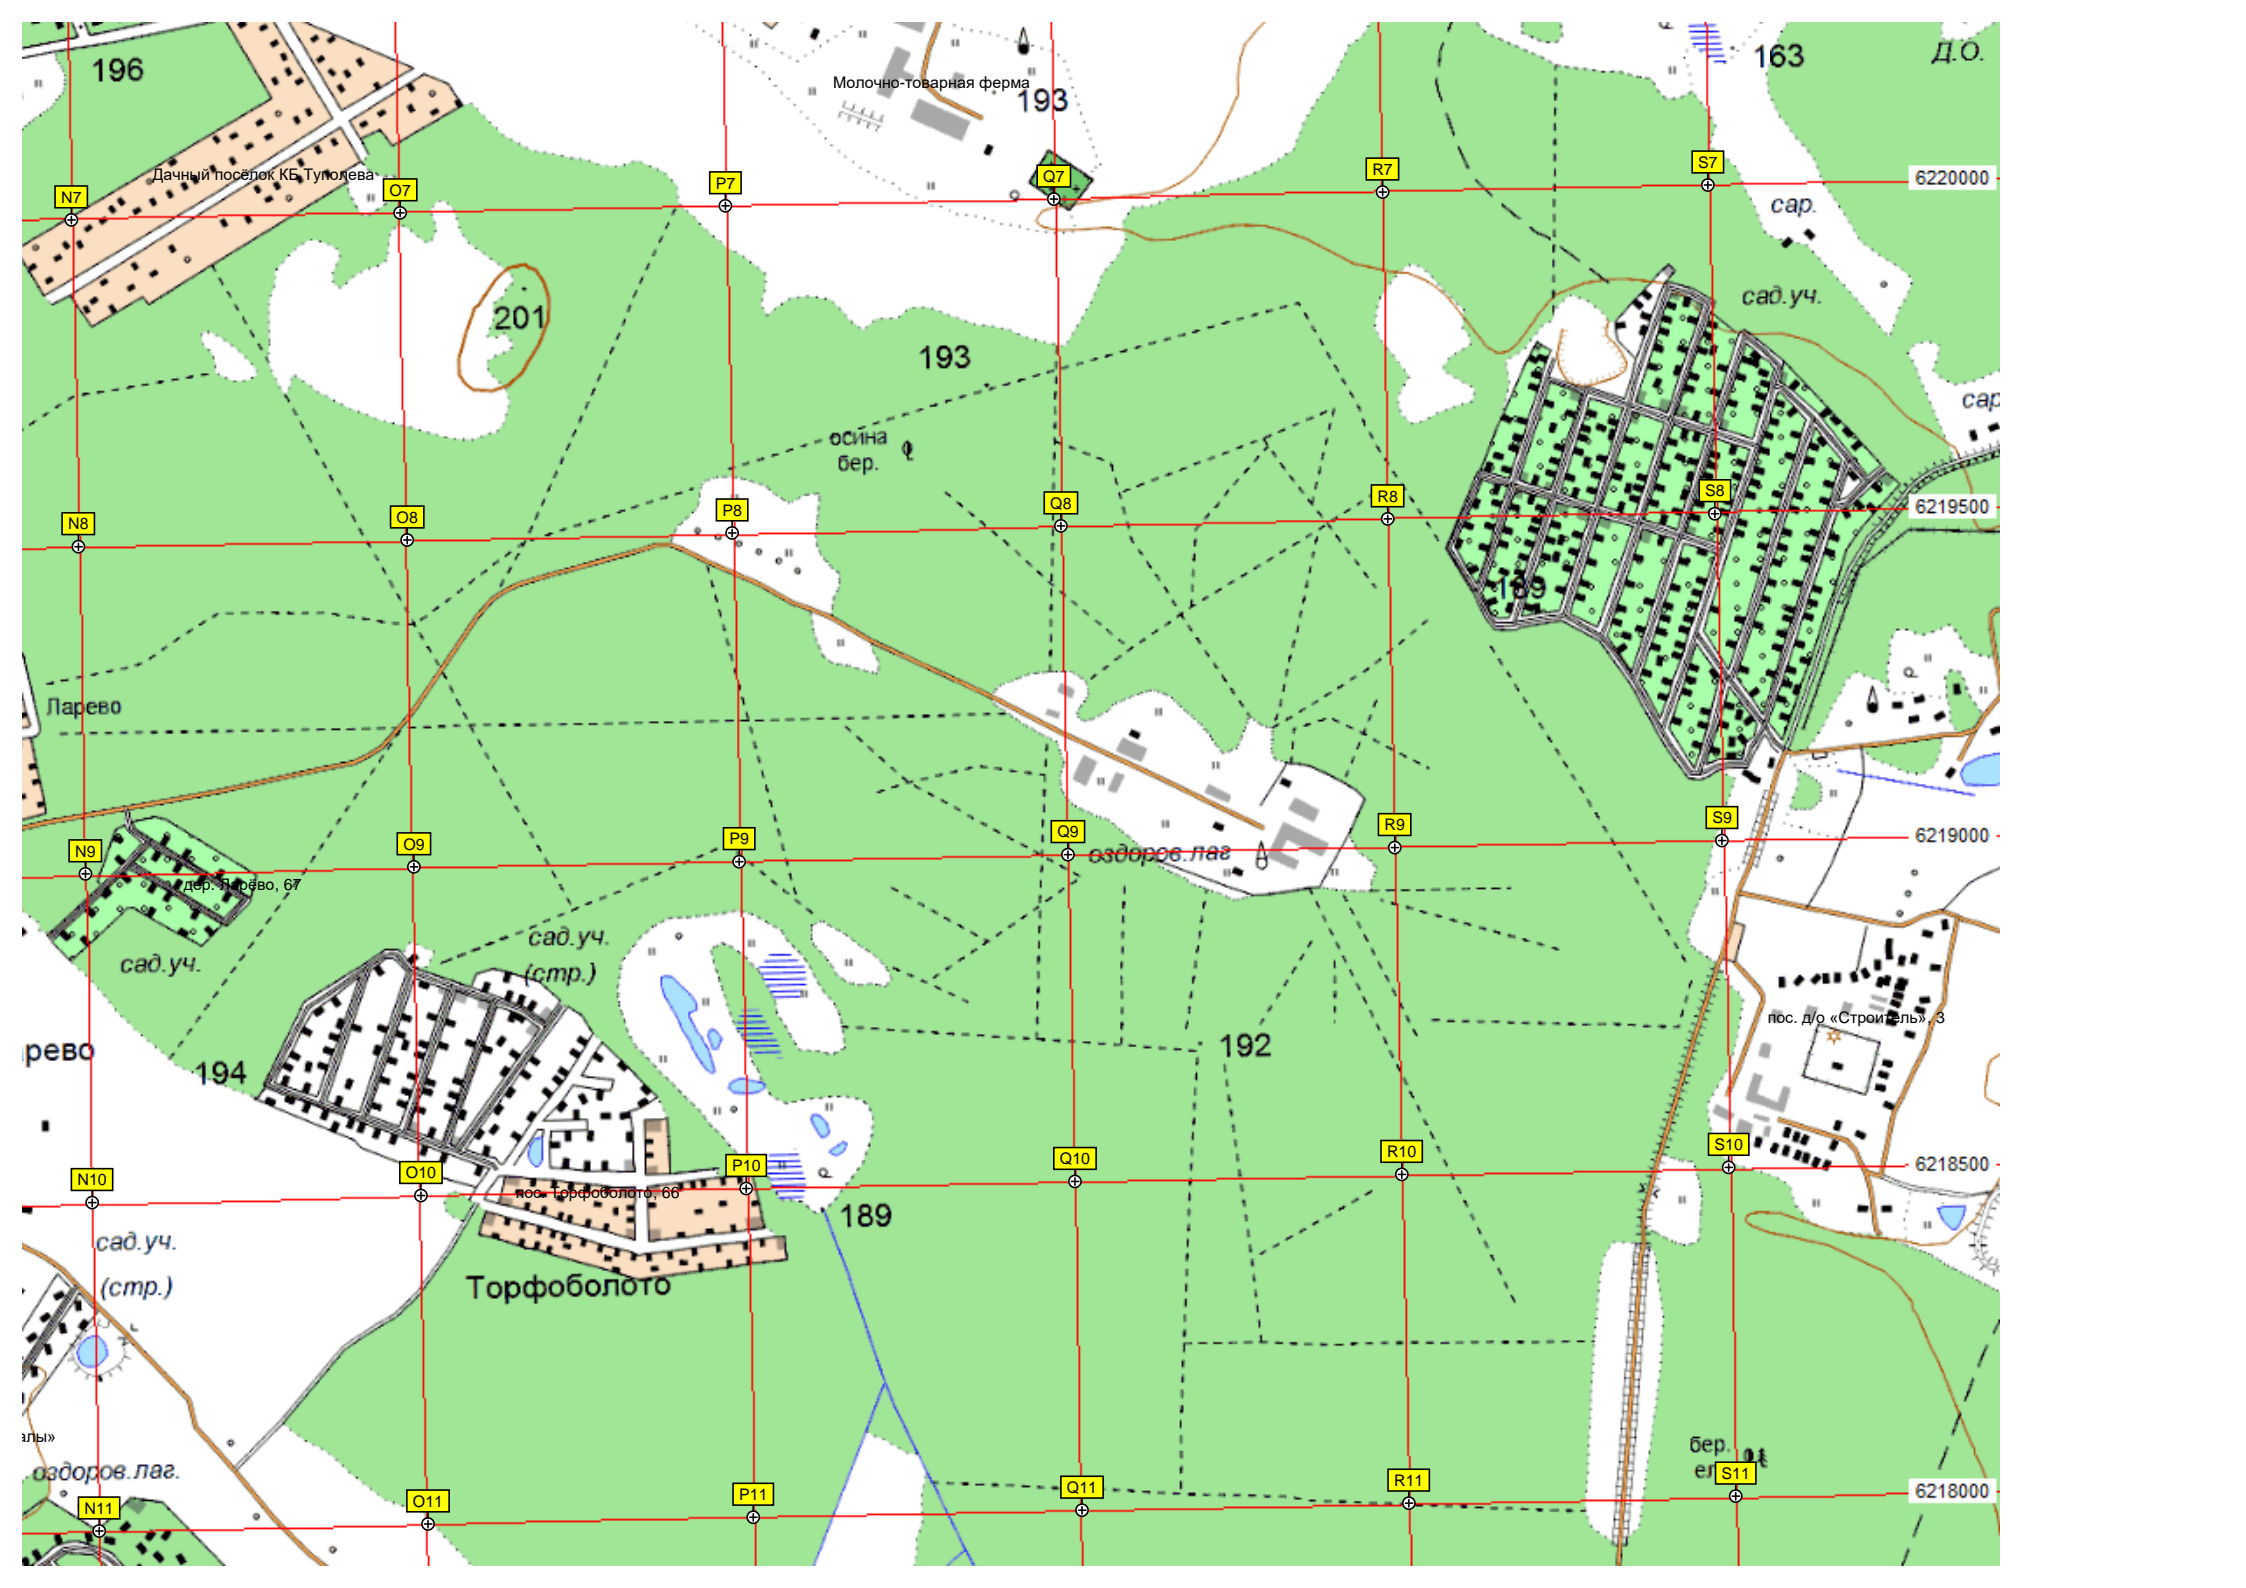 196
Д.О.
163
Молочно-товарная ферма
193
Дачный посёлок КБ Туполева
N7
O7
P7
Q7
R7
S7
6220000
сар.
сад.уч.
201
193
сар
осина
бер.
N8
O8
P8
Q8
R8
S8
6219500
189
Ларево
N9
O9
P9
Q9
R9
S9
6219000
оздоров.лаг
дер. Ларёво, 67
сад.уч.
сад.уч.
(стр.)
пос. д/о «Строитель», 3
рево
194
192
N10
O10
P10
Q10
R10
S10
6218500
пос. Торфоболото, 66
189
сад.уч.
(стр.)
Торфоболото
алы»
бер.
ел
оздоров.лаг.
N11
O11
P11
Q11
R11
S11
6218000